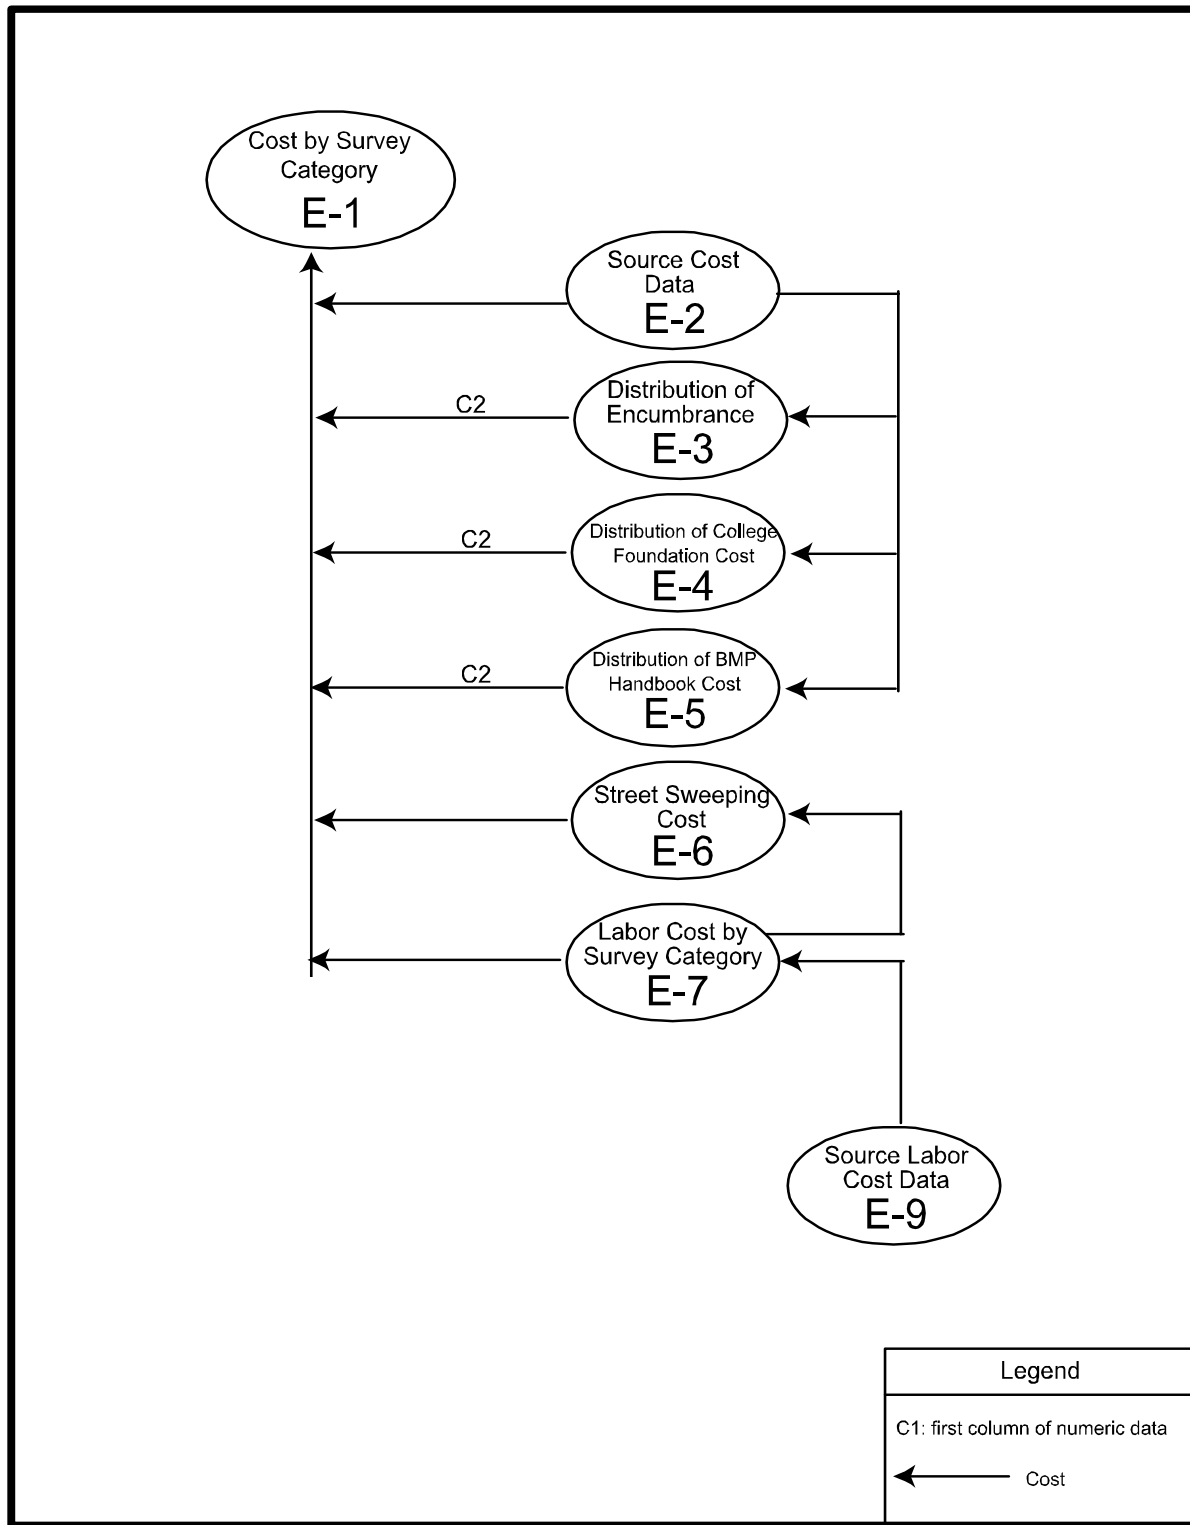 Cost by Survey
Category
E-1
Source Cost
Data
E-2
Distribution of
Encumbrance
E-3
C2
Distribution of College
Foundation Cost
E-4
C2
Distribution of BMP
Handbook Cost
E-5
C2
Street Sweeping
Cost
E-6
Labor Cost by
Survey Category
E-7
Source Labor
Cost Data
E-9
Legend
C1: first column of numeric data
Cost